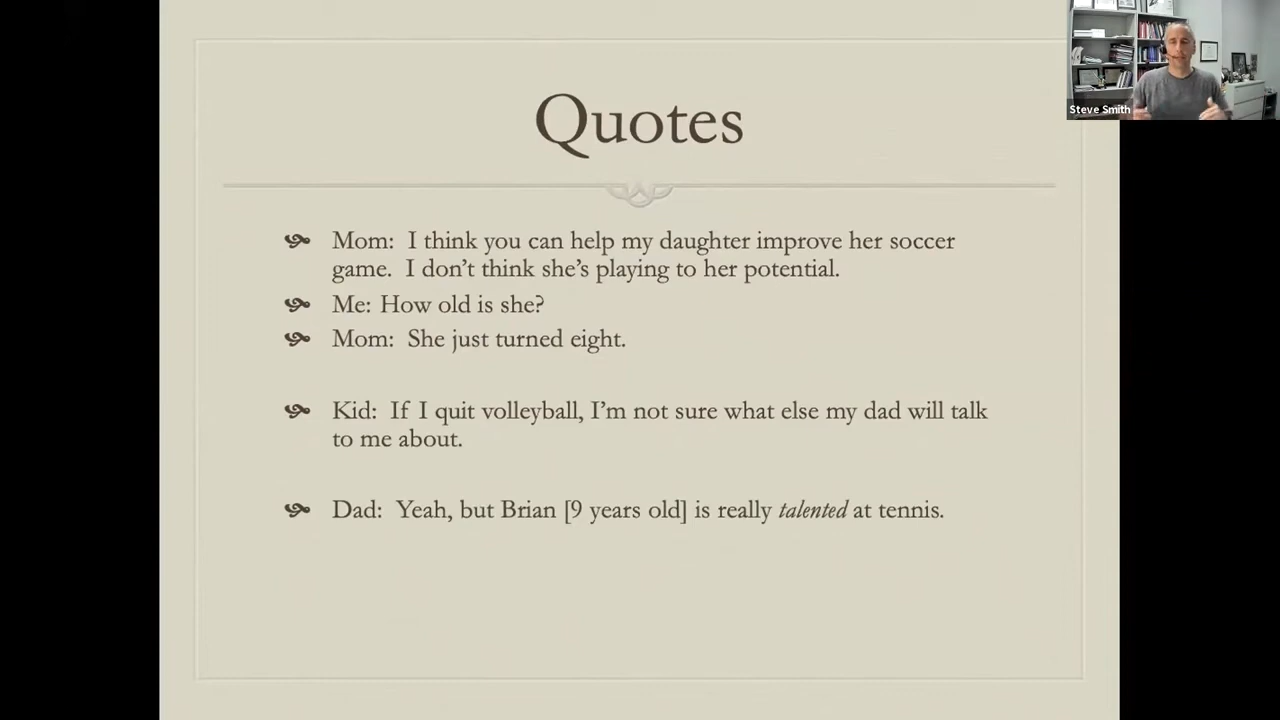 Steve Smith
Quotes
Mom:  I think you can help my daughter improve her soccer
game.  I don’t think she’s playing to her potential.
Me: How old is she?
Mom:  She just turned eight.
Kid:  If I quit volleyball, I’m not sure what else my dad will talk
to me about.
Dad:  Yeah, but Brian [9 years old] is really talented at tennis.